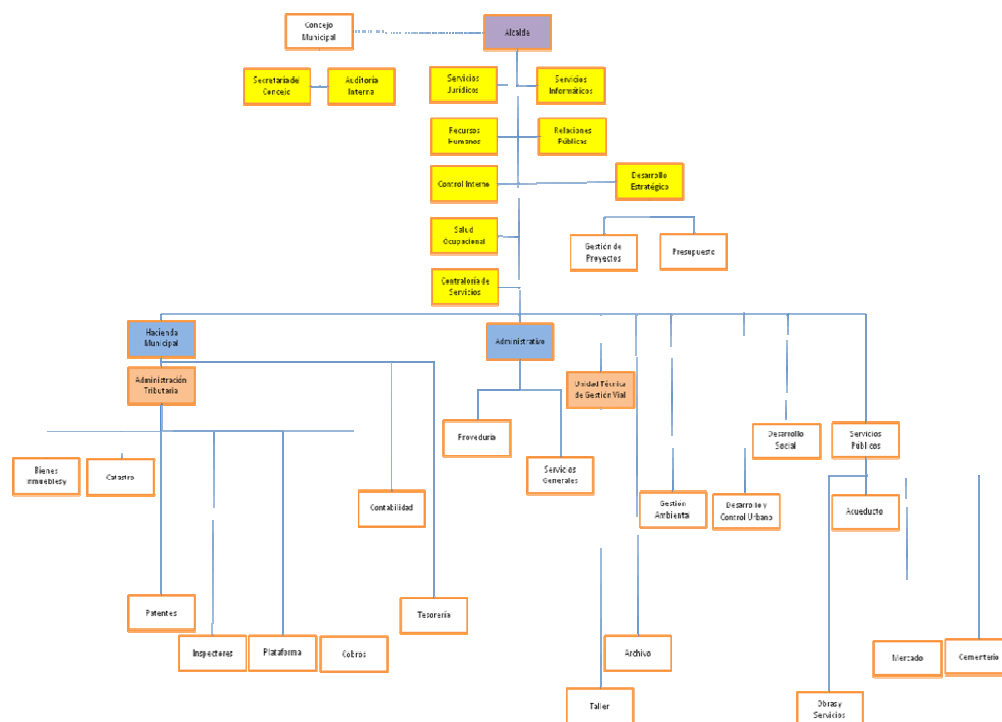 Concejo
Municipal
Alcalde
Secretaría del
Concejo
Auditoría
Interna
Servicios
Jurídicos
Servicios
Informáticos
Recursos
Humanos
Relaciones
Públicas
Control Interno
Desarrollo
Estratégico
Salud
Ocupacional
Gestión de
Proyectos
Presupuesto
Contraloría de
Servicios
Hacienda
Municipal
Administrativo
Administración
Tributaria
Unidad Técnica
de Gestión Vial
Proveduría
Servicios
Generales
Desarrollo
Social
Servicios
Públicos
Bienes
Inmuebles y
Catastro
Contabilidad
Gestión
Ambiental
Desarrollo y
Control Urbano
Acueducto
Patentes
Tesorería
Inspectores
Plataforma
Cobros
Archivo
Mercado
Cementerio
Taller
Obras y
Servicios